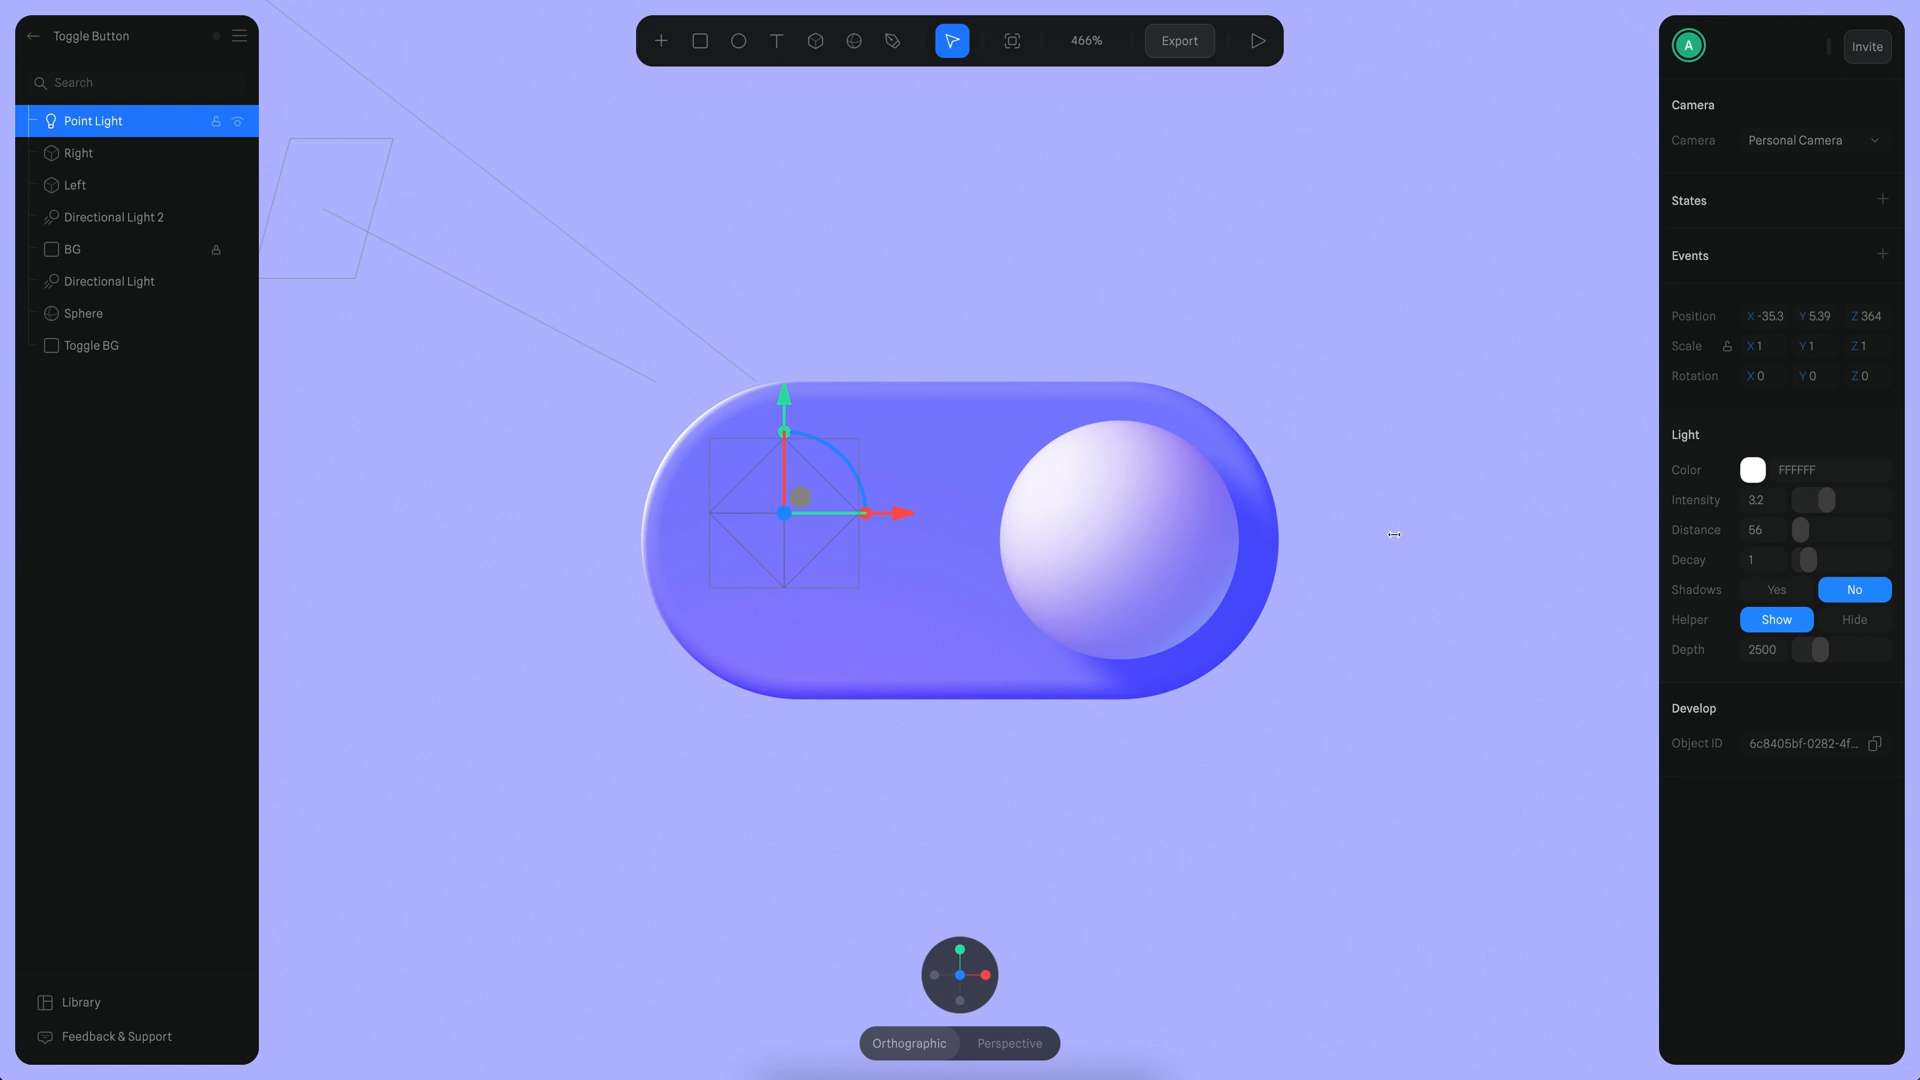 Toggle Button
Search
Point Light
Right
Left
Directional Light 2
BG
Directional Light
Sphere
Toggle BG
Library
Feedback & Support
T
466%
Export
Orthographic
Perspective
A
Invite
Camera
Camera Personal Camera
States
Events
Position X -35.3 Y 5.39 Z 364
Scale X 1 Y 1 Z 1
Rotation X 0 Y 0 Z 0
Light
Color FFFFFF
Intensity 3.2
Distance 56
Decay 1
Shadows Yes No
Helper Show Hide
Depth 2500
Develop
Object ID 6c8405bf-0282-4f...